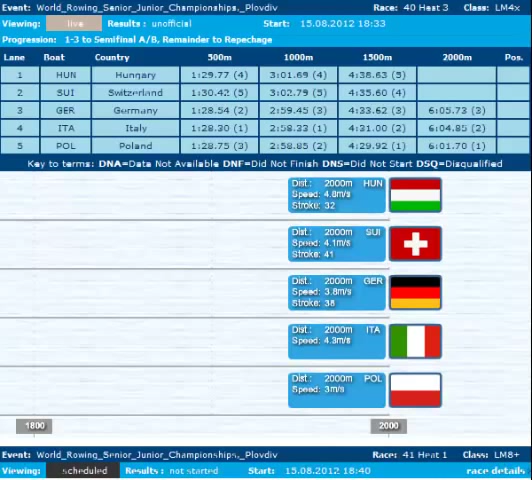 Event: World_Rowing_Senior_Junior_Championships,_Plovdiv Race: 40 Heat 3 Class: LM4x
Viewing: live Results: unofficial Start: 15.08.2012 18:33
Progression: 1-3 to Semifinal A/B, Remainder to Repechage
Lane Boat Country 500m 1000m 1500m 2000m Pos.
1 HUN Hungary 1:29.77 (4) 3:01.69 (4) 4:38.63 (5)
2 SUI Switzerland 1:30.42 (5) 3:02.79 (5) 4:35.60 (4)
3 GER Germany 1:28.54 (2) 2:59.45 (3) 4:33.62 (3) 6:05.73 (3)
4 ITA Italy 1:28.30 (1) 2:58.33 (1) 4:31.00 (2) 6:04.85 (2)
5 POL Poland 1:28.75 (3) 2:58.85 (2) 4:29.92 (1) 6:01.70 (1)
Key to terms: DNA=Data Not Available DNF=Did Not Finish DNS=Did Not Start DSQ=Disqualified
Dist.: 2000m HUN
Speed: 4.8m/s
Stroke: 32
Dist.: 2000m SUI
Speed: 4.1m/s
Stroke: 41
Dist.: 2000m GER
Speed: 3.8m/s
Stroke: 38
Dist.: 2000m ITA
Speed: 4.3m/s
Dist.: 2000m POL
Speed: 3m/s
1800 2000
Event: World_Rowing_Senior_Junior_Championships,_Plovdiv Race: 41 Heat 1 Class: LM8+
Viewing: scheduled Results: not started Start: 15.08.2012 18:40 race details